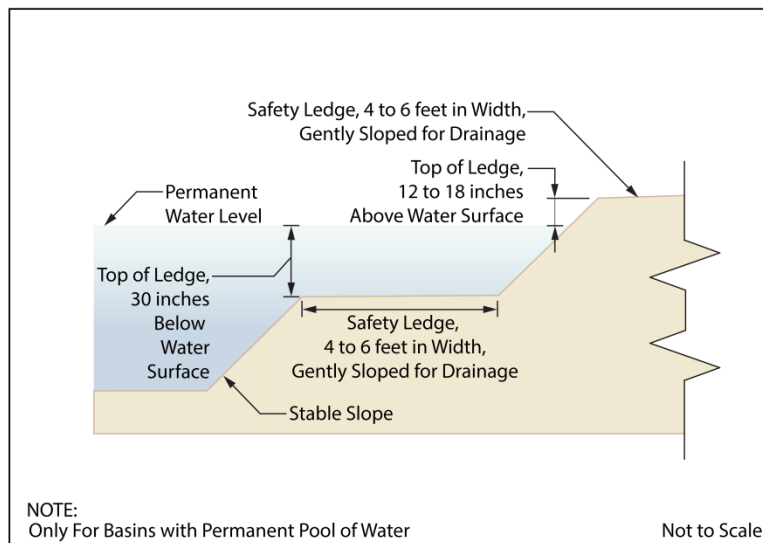 Safety Ledge, 4 to 6 feet in Width,
Gently Sloped for Drainage
Top of Ledge,
12 to 18 inches
Above Water Surface
Permanent
Water Level
Top of Ledge,
30 inches
Below
Water
Surface
Safety Ledge,
4 to 6 feet in Width,
Gently Sloped for Drainage
Stable Slope
NOTE:
Only For Basins with Permanent Pool of Water
Not to Scale